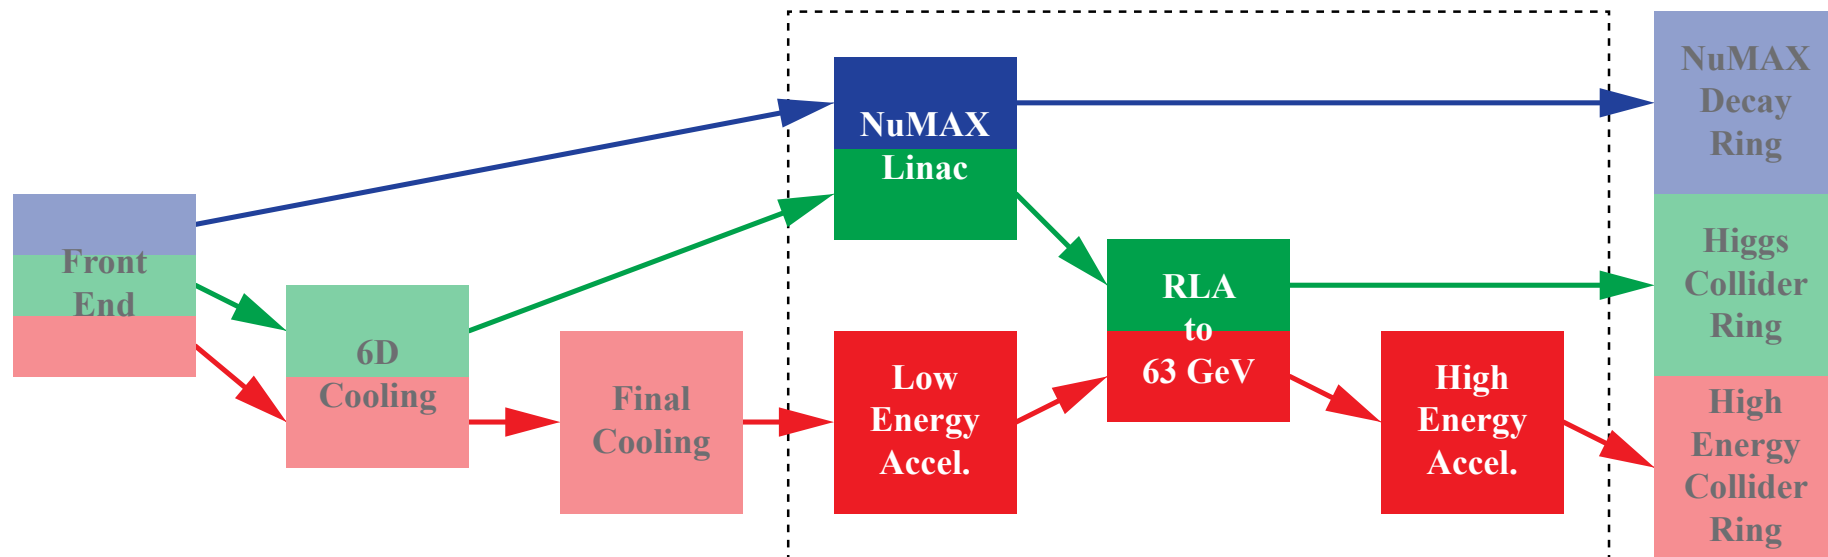 Front
End
6D
Cooling
Final
Cooling
NuMAX
Linac
Low
Energy
Accel.
RLA
to
63 GeV
High
Energy
Accel.
NuMAX
Decay
Ring
Higgs
Collider
Ring
High
Energy
Collider
Ring